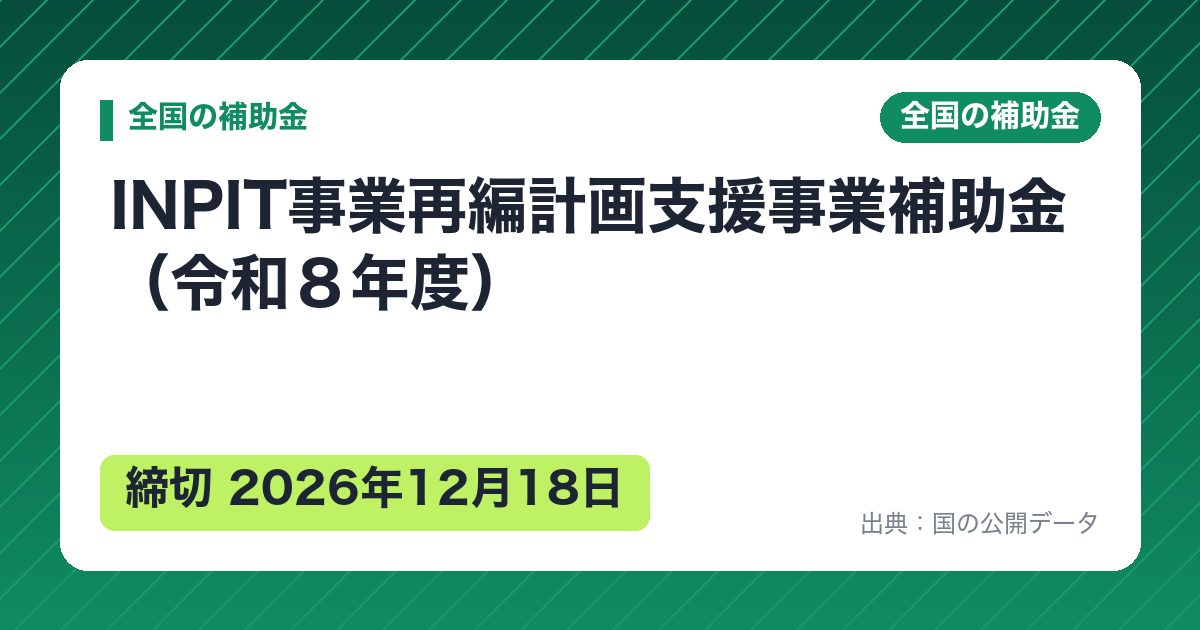 全国の補助金
全国の補助金
INPIT事業再編計画支援事業補助金
（令和８年度）
締切 2026年12月18日
出典：国の公開データ